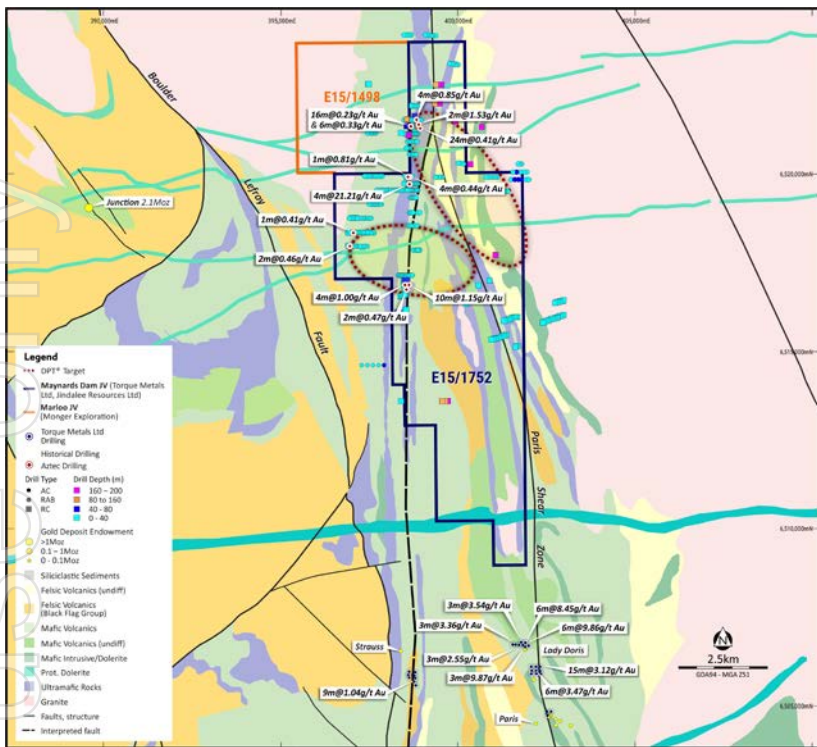 390,000mE
395,000mE
400,000mE
405,000mE
Boulder
E15/1498
4m@0.85g/t Au
16m@0.23g/t Au
& 6m@0.33g/t Au
2m@1.53g/t Au
24m@0.41g/t Au
1m@0.81g/t Au
6,520,000mN
4m@0.44g/t Au
4m@21.21g/t Au
Junction 2.1Moz
Lefroy
1m@0.41g/t Au
2m@0.46g/t Au
4m@1.00g/t Au
10m@1.15g/t Au
2m@0.47g/t Au
Fault
6,515,000mN
E15/1752
Legend
DPT® Target
Maynards Dam JV (Torque Metals
Ltd, Jindalee Resources Ltd)
Marloo JV
(Monger Exploration)
Torque Metals Ltd
Drilling
Historical Drilling
Aztec Drilling
Drill Type
Drill Depth (m)
AC
160 – 200
RAB
80 to 160
RC
40 - 80
0 - 40
Gold Deposit Endowment
>1Moz
0.1 – 1Moz
0 - 0.1Moz
Siliciclastic Sediments
Felsic Volcanics (undiff)
Felsic Volcanics
(Black Flag Group)
Mafic Volcanics
Mafic Volcanics (undiff)
Mafic Intrusive/Dolerite
Prot. Dolerite
Ultramafic Rocks
Granite
Faults, structure
Interpreted fault
Paris
Shear
Zone
6,510,000mN
3m@3.54g/t Au
6m@8.45g/t Au
3m@3.36g/t Au
6m@9.86g/t Au
Strauss
Lady Doris
3m@2.55g/t Au
3m@9.87g/t Au
15m@3.12g/t Au
9m@1.04g/t Au
6m@3.47g/t Au
Paris
N
2.5km
GDA94 - MGA Z51
6,505,000mN